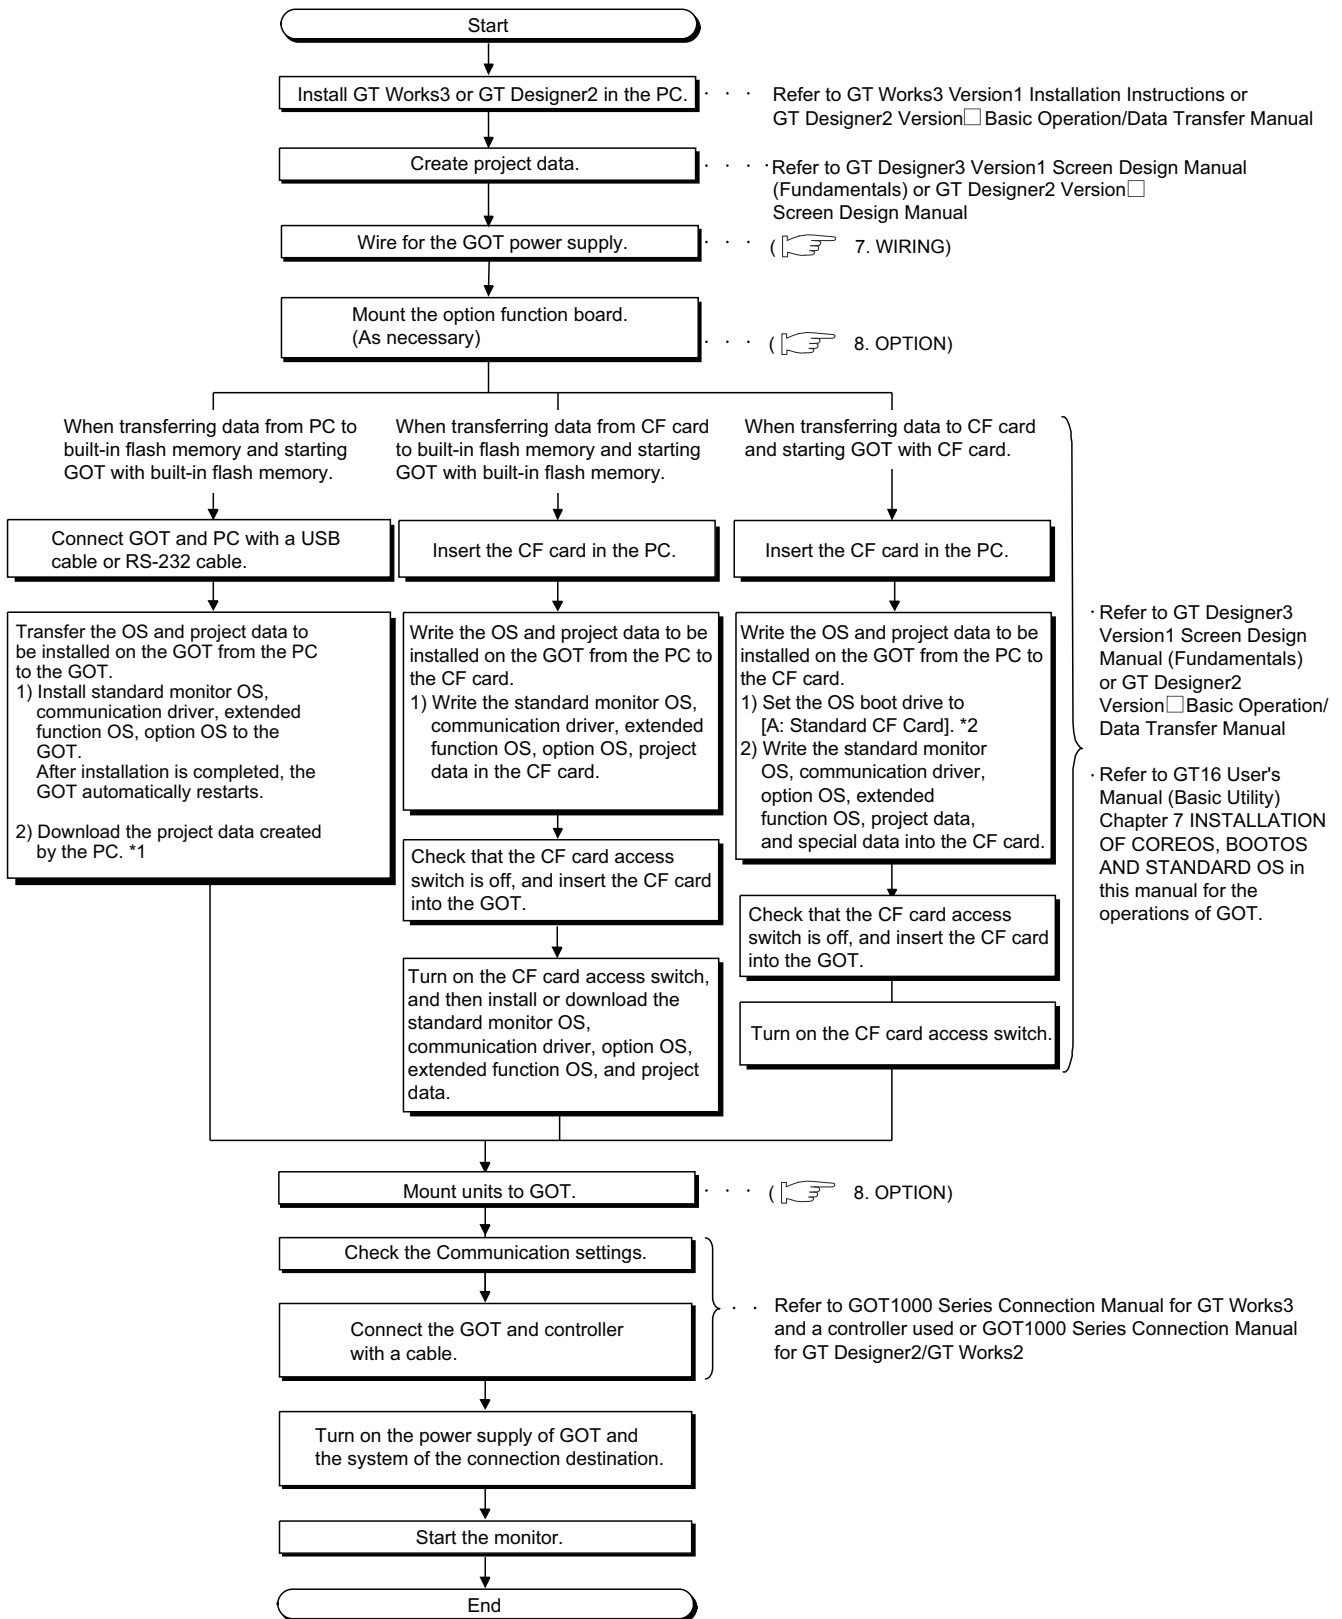 Start
Install GT Works3 or GT Designer2 in the PC.
· · · Refer to GT Works3 Version1 Installation Instructions or
GT Designer2 Version□ Basic Operation/Data Transfer Manual
Create project data.
· · · · Refer to GT Designer3 Version1 Screen Design Manual
(Fundamentals) or GT Designer2 Version□
Screen Design Manual
Wire for the GOT power supply.
· · · ( 7. WIRING)
Mount the option function board.
(As necessary)
· · · ( 8. OPTION)
When transferring data from PC to
built-in flash memory and starting
GOT with built-in flash memory.
When transferring data from CF card
to built-in flash memory and starting
GOT with built-in flash memory.
When transferring data to CF card
and starting GOT with CF card.
Connect GOT and PC with a USB
cable or RS-232 cable.
Insert the CF card in the PC.
Insert the CF card in the PC.
Transfer the OS and project data to
be installed on the GOT from the PC
to the GOT.
1) Install standard monitor OS,
communication driver, extended
function OS, option OS to the
GOT.
After installation is completed, the
GOT automatically restarts.
2) Download the project data created
by the PC. *1
Write the OS and project data to be
installed on the GOT from the PC to
the CF card.
1) Write the standard monitor OS,
communication driver, extended
function OS, option OS, project
data in the CF card.
Check that the CF card access
switch is off, and insert the CF card
into the GOT.
Turn on the CF card access switch,
and then install or download the
standard monitor OS,
communication driver, option OS,
extended function OS, and project
data.
Write the OS and project data to be
installed on the GOT from the PC to
the CF card.
1) Set the OS boot drive to
[A: Standard CF Card]. *2
2) Write the standard monitor
OS, communication driver,
option OS, extended
function OS, project data,
and special data into the CF card.
Check that the CF card access
switch is off, and insert the CF card
into the GOT.
Turn on the CF card access switch.
· Refer to GT Designer3
Version1 Screen Design
Manual (Fundamentals)
or GT Designer2
Version□ Basic Operation/
Data Transfer Manual
· Refer to GT16 User's
Manual (Basic Utility)
Chapter 7 INSTALLATION
OF COREOS, BOOTOS
AND STANDARD OS in
this manual for the
operations of GOT.
Mount units to GOT.
· · · ( 8. OPTION)
Check the Communication settings.
Connect the GOT and controller
with a cable.
· · Refer to GOT1000 Series Connection Manual for GT Works3
and a controller used or GOT1000 Series Connection Manual
for GT Designer2/GT Works2
Turn on the power supply of GOT and
the system of the connection destination.
Start the monitor.
End